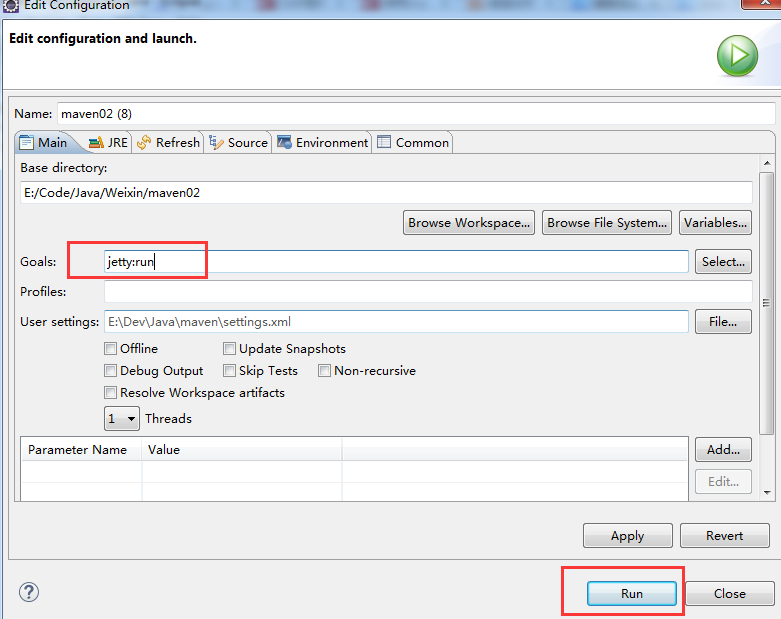 Edit Configuration
Edit configuration and launch.
Name: maven02 (8)
Main JRE Refresh Source Environment Common
Base directory:
E:/Code/Java/Weixin/maven02
Browse Workspace... Browse File System... Variables...
Goals: jetty:run Select...
Profiles:
User settings: E:\Dev\Java\maven\settings.xml File...
Offline Update Snapshots
Debug Output Skip Tests Non-recursive
Resolve Workspace artifacts
1 Threads
Parameter Name Value Add...
Edit...
Apply Revert
? Run Close